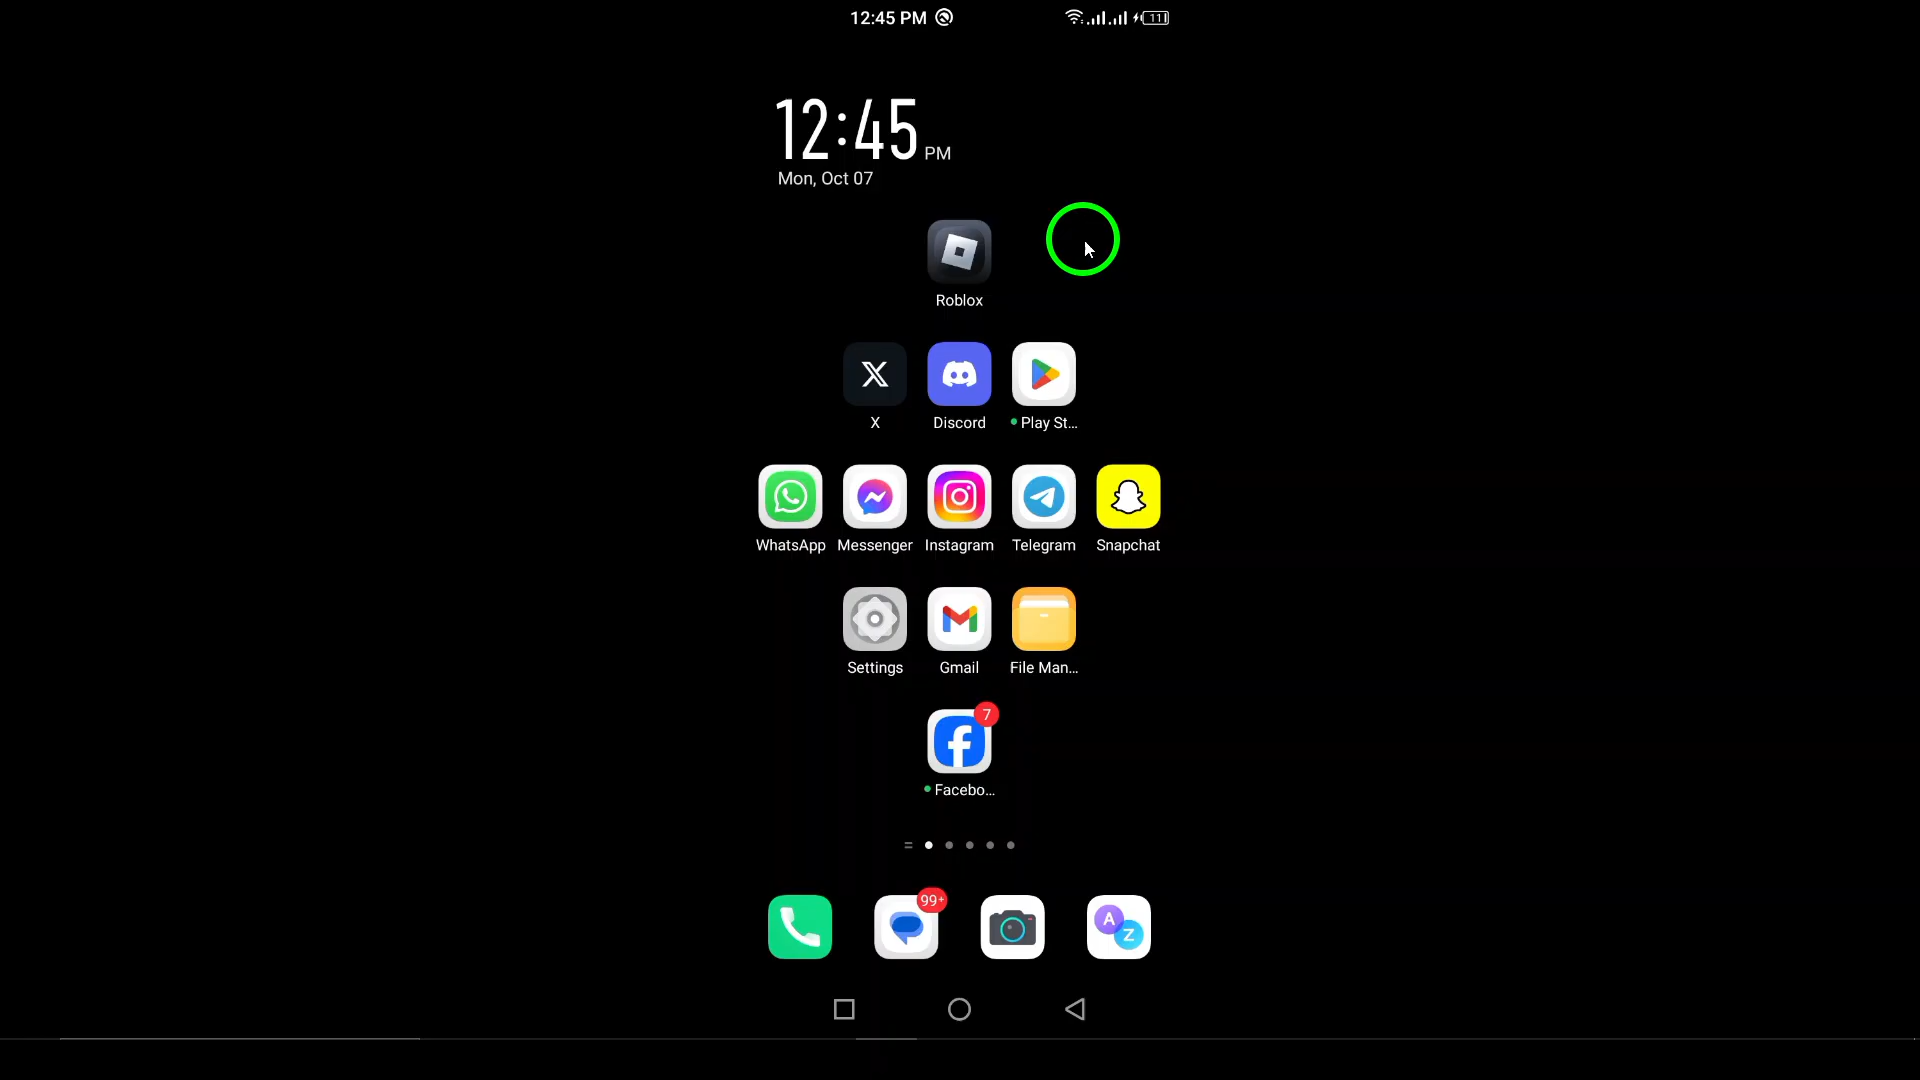 12:45 PM
11
12:45 PM
Mon, Oct 07
Roblox
X Discord Play St...
WhatsApp Messenger Instagram Telegram Snapchat
Settings Gmail File Man...
7
Facebo...
99+
A Z